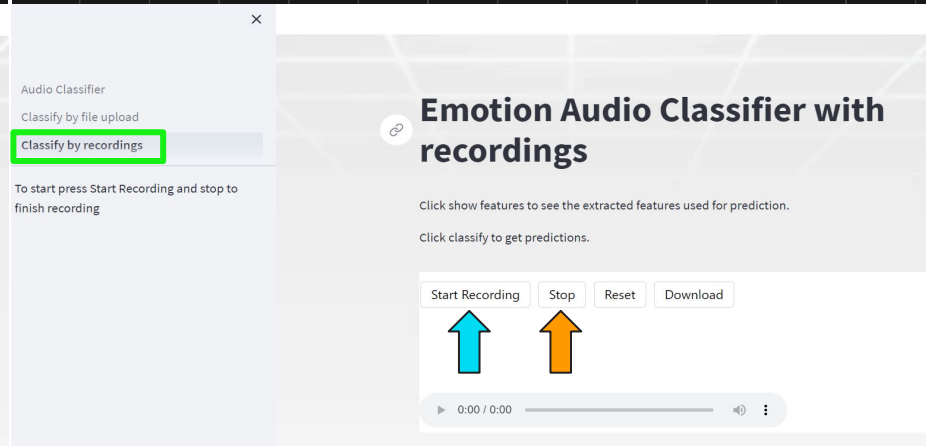 Audio Classifier
Classify by file upload
Classify by recordings
To start press Start Recording and stop to
finish recording
Emotion Audio Classifier with
recordings
Click show features to see the extracted features used for prediction.
Click classify to get predictions.
Start Recording Stop Reset Download
0:00 / 0:00